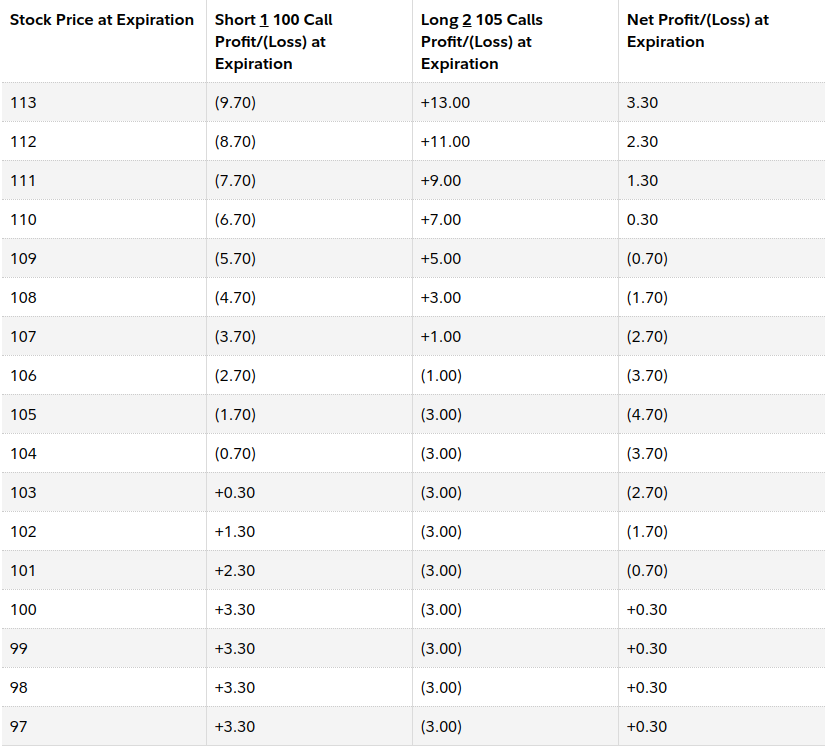 Stock Price at Expiration Short 1 100 Call Profit/(Loss) at Expiration Long 2 105 Calls Profit/(Loss) at Expiration Net Profit/(Loss) at Expiration
113 (9.70) +13.00 3.30
112 (8.70) +11.00 2.30
111 (7.70) +9.00 1.30
110 (6.70) +7.00 0.30
109 (5.70) +5.00 (0.70)
108 (4.70) +3.00 (1.70)
107 (3.70) +1.00 (2.70)
106 (2.70) (1.00) (3.70)
105 (1.70) (3.00) (4.70)
104 (0.70) (3.00) (3.70)
103 +0.30 (3.00) (2.70)
102 +1.30 (3.00) (1.70)
101 +2.30 (3.00) (0.70)
100 +3.30 (3.00) +0.30
99 +3.30 (3.00) +0.30
98 +3.30 (3.00) +0.30
97 +3.30 (3.00) +0.30